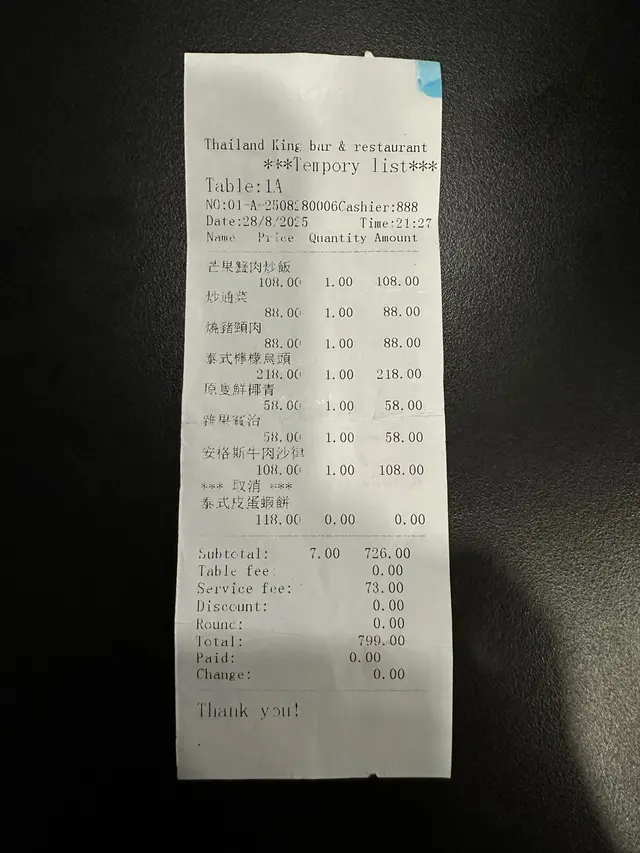 Thailand King bar & restaurant
***Tempory list***
Table:1A
NO:01-A-2508280006Cashier:888
Date:28/8/2025 Time:21:27
Name Price Quantity Amount
芒果蟹肉炒飯
108.00 1.00 108.00
炒通菜
88.00 1.00 88.00
燒豬頸肉
88.00 1.00 88.00
泰式檸檬烏頭
218.00 1.00 218.00
原隻鮮椰青
58.00 1.00 58.00
雜果賓治
58.00 1.00 58.00
安格斯牛肉沙律
108.00 1.00 108.00
*** 取消 ***
泰式皮蛋蝦餅
118.00 0.00 0.00
Subtotal: 7.00 726.00
Table fee: 0.00
Service fee: 73.00
Discount: 0.00
Round: 0.00
Total: 799.00
Paid: 0.00
Change: 0.00
Thank you!